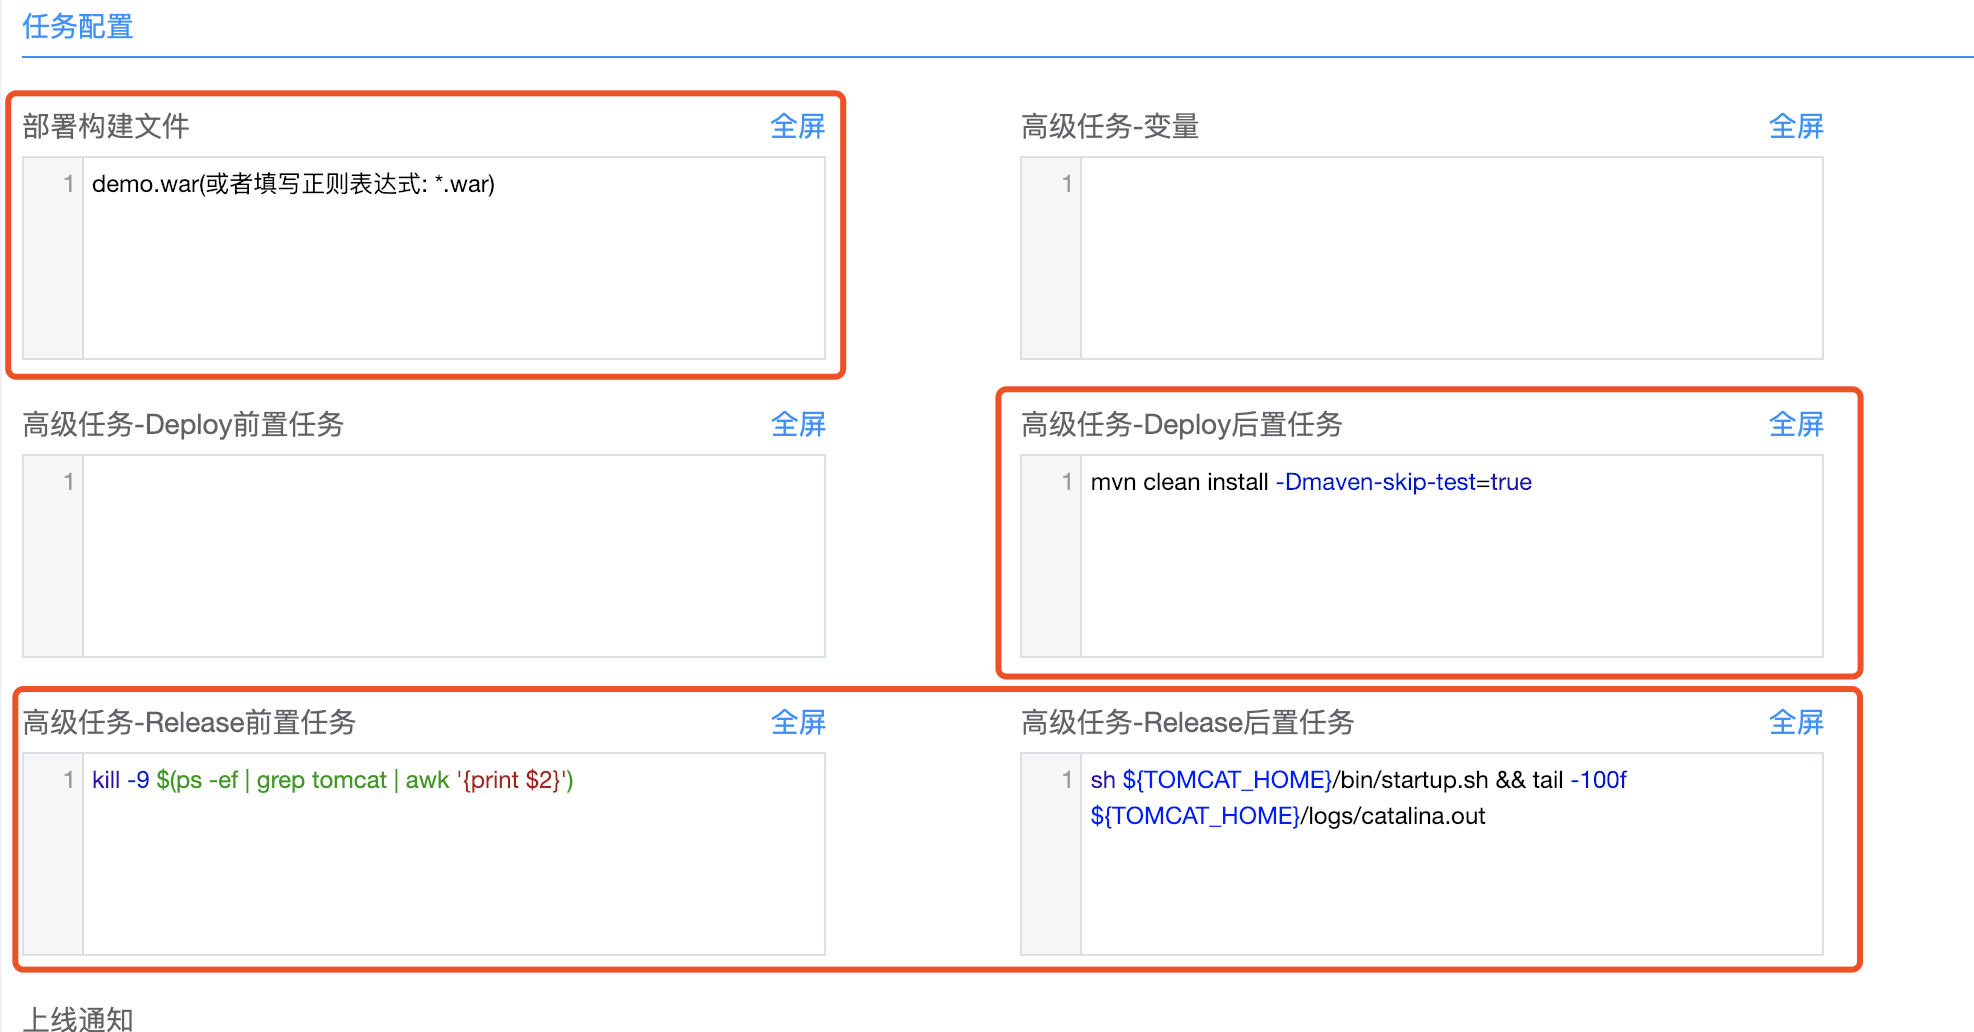 任务配置
部署构建文件 全屏
1 demo.war(或者填写正则表达式: *.war)
高级任务-变量 全屏
1
高级任务-Deploy前置任务 全屏
1
高级任务-Deploy后置任务 全屏
1 mvn clean install -Dmaven-skip-test=true
高级任务-Release前置任务 全屏
1 kill -9 $(ps -ef | grep tomcat | awk '{print $2}')
高级任务-Release后置任务 全屏
1 sh ${TOMCAT_HOME}/bin/startup.sh && tail -100f
${TOMCAT_HOME}/logs/catalina.out
上线通知